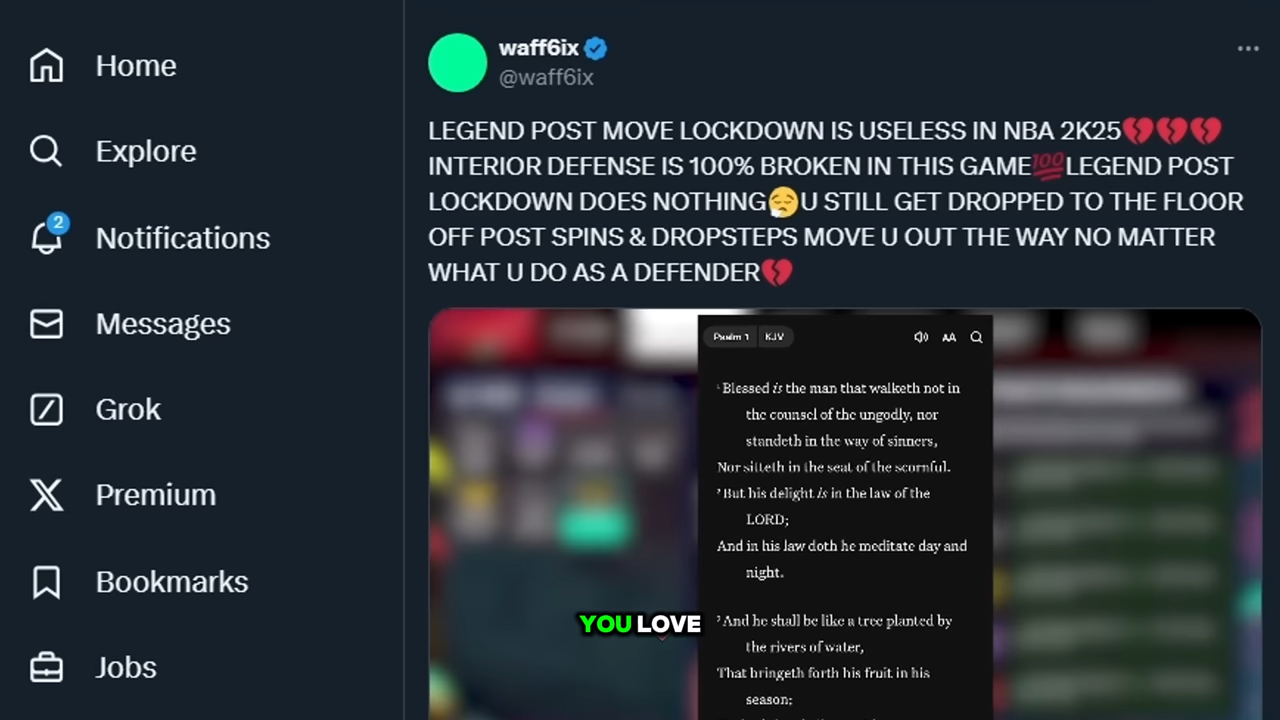 Home
Explore
2
Notifications
Messages
Grok
Premium
Bookmarks
Jobs
waff6ix
@waff6ix
LEGEND POST MOVE LOCKDOWN IS USELESS IN NBA 2K25💔💔💔
INTERIOR DEFENSE IS 100% BROKEN IN THIS GAME💯LEGEND POST
LOCKDOWN DOES NOTHING😮‍💨U STILL GET DROPPED TO THE FLOOR
OFF POST SPINS & DROPSTEPS MOVE U OUT THE WAY NO MATTER
WHAT U DO AS A DEFENDER💔
Psalm 1 KJV AA
1 Blessed is the man that walketh not in
the counsel of the ungodly, nor
standeth in the way of sinners,
Nor sitteth in the seat of the scornful.
2 But his delight is in the law of the
LORD;
And in his law doth he meditate day and
night.
YOU LOVE
3 And he shall be like a tree planted by
the rivers of water,
That bringeth forth his fruit in his
season;